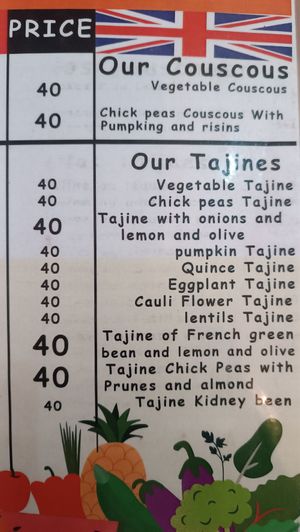 PRICE
Our Couscous
40 Vegetable Couscous
40 Chick peas Couscous With
Pumpking and risins
Our Tajines
40 Vegetable Tajine
40 Chick peas Tajine
40 Tajine with onions and
lemon and olive
40 pumpkin Tajine
40 Quince Tajine
40 Eggplant Tajine
40 Cauli Flower Tajine
40 lentils Tajine
40 Tajine of French green
bean and lemon and olive
40 Tajine Chick Peas with
Prunes and almond
40 Tajine Kidney been